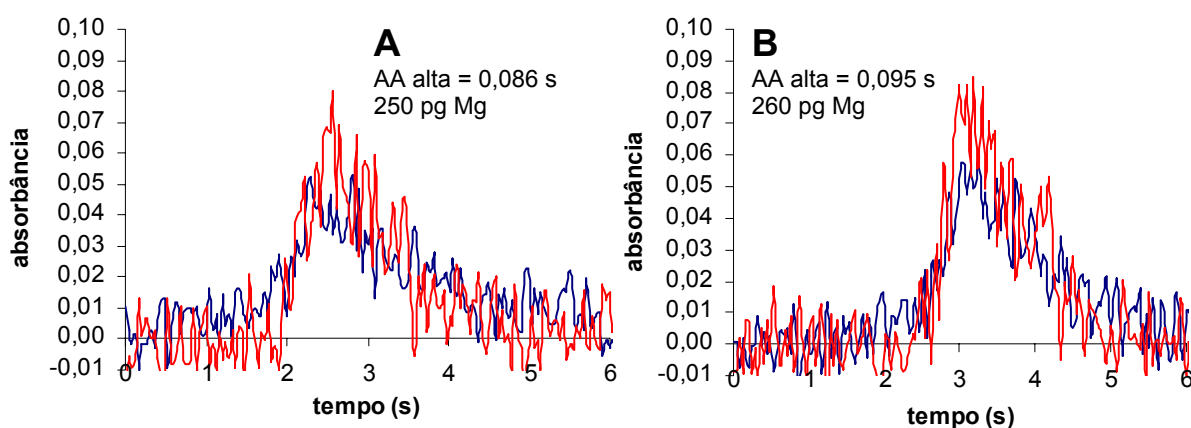 A
AA alta = 0,086 s
250 pg Mg
absorbância
0,10
0,09
0,08
0,07
0,06
0,05
0,04
0,03
0,02
0,01
0,00
-0,01
0 1 2 3 4 5 6
tempo (s)
B
AA alta = 0,095 s
260 pg Mg
absorbância
0,10
0,09
0,08
0,07
0,06
0,05
0,04
0,03
0,02
0,01
0,00
-0,01
0 1 2 3 4 5 6
tempo (s)